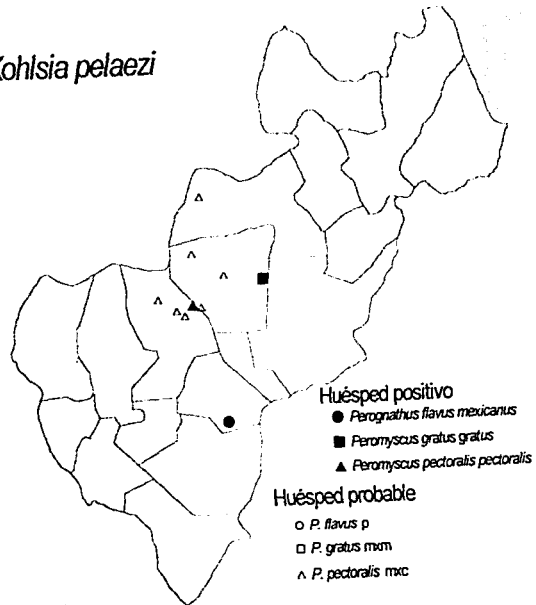 Kohlsia pelaezi
Huésped positivo
● Perognathus flavus mexicanus
■ Peromyscus gratus gratus
▲ Peromyscus pectoralis pectoralis
Huésped probable
○ P. flavus p
□ P. gratus mxm
^ P. pectoralis mxc